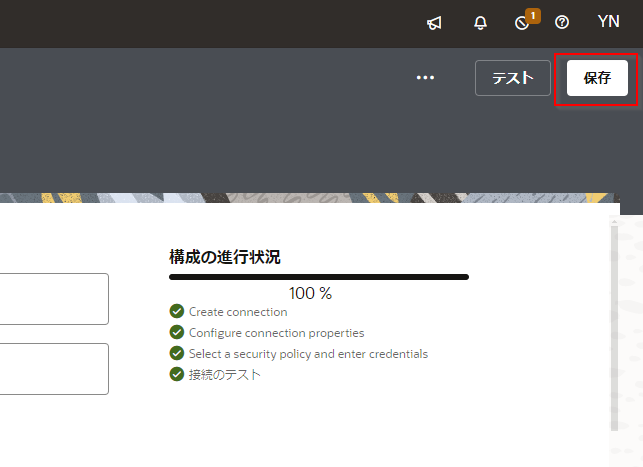 1
YN
テスト
保存
構成の進行状況
100 %
Create connection
Configure connection properties
Select a security policy and enter credentials
接続のテスト